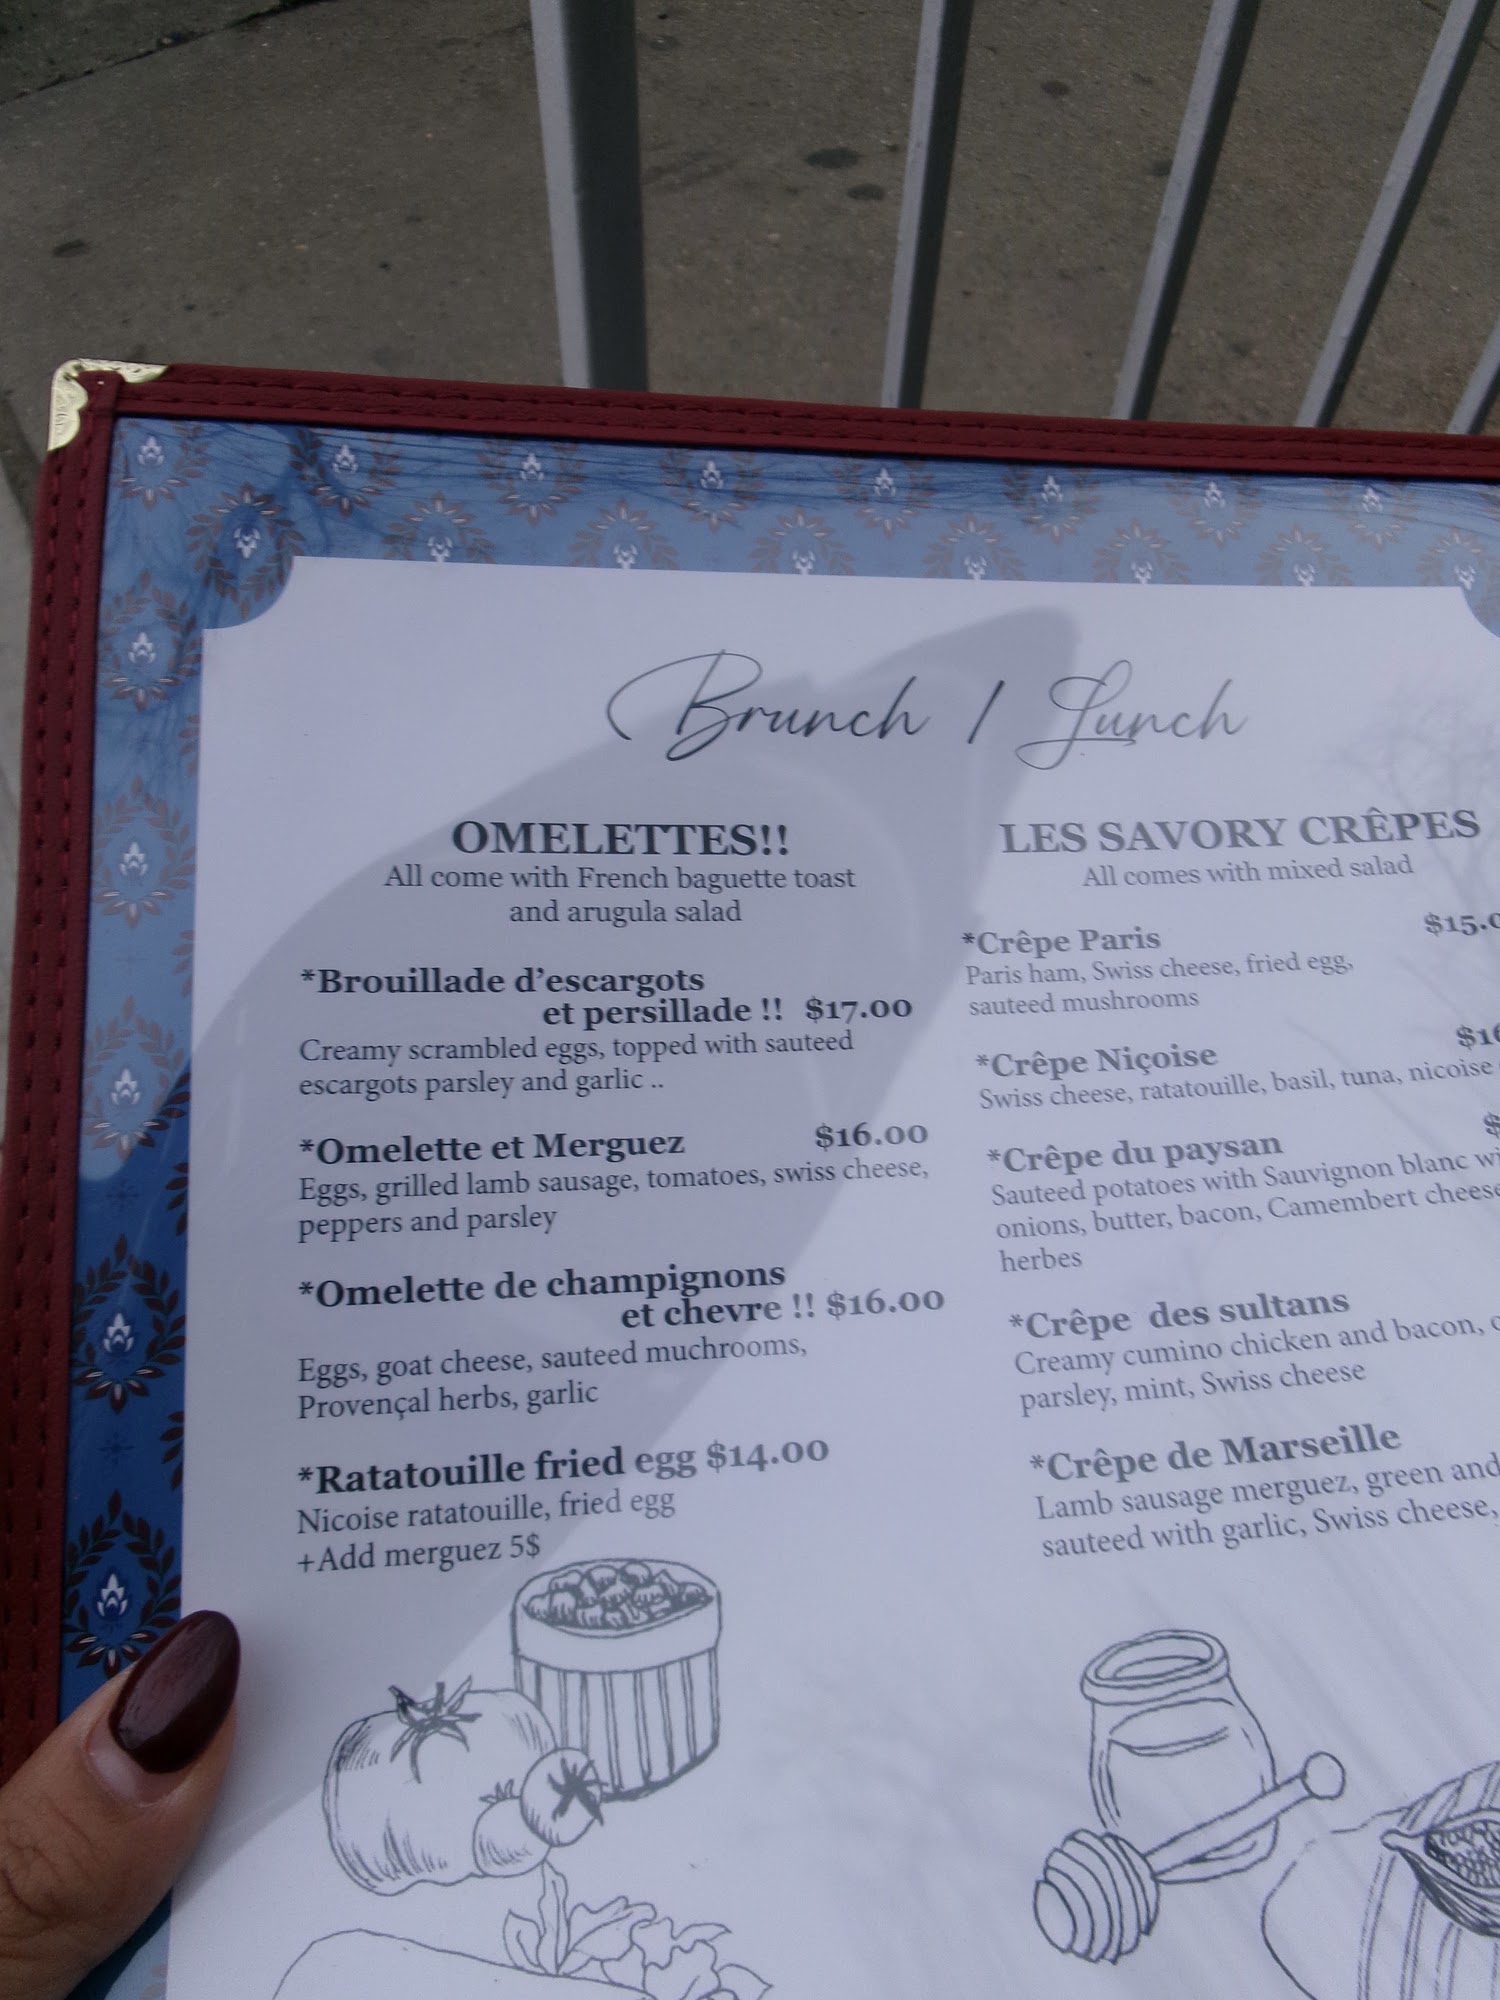 Brunch / Lunch
OMELETTES!!
All come with French baguette toast
and arugula salad
*Brouillade d'escargots
et persillade !! $17.00
Creamy scrambled eggs, topped with sauteed
escargots parsley and garlic ..
*Omelette et Merguez $16.00
Eggs, grilled lamb sausage, tomatoes, swiss cheese,
peppers and parsley
*Omelette de champignons
et chevre !! $16.00
Eggs, goat cheese, sauteed muchrooms,
Provençal herbs, garlic
*Ratatouille fried egg $14.00
Nicoise ratatouille, fried egg
+Add merguez 5$
LES SAVORY CRÊPES
All comes with mixed salad
*Crêpe Paris
Paris ham, Swiss cheese, fried egg,
sauteed mushrooms
*Crêpe Niçoise
Swiss cheese, ratatouille, basil, tuna, nicoise
*Crêpe du paysan
Sauteed potatoes with Sauvignon blanc
onions, butter, bacon, Camembert cheese
herbes
*Crêpe des sultans
Creamy cumino chicken and bacon,
parsley, mint, Swiss cheese
*Crêpe de Marseille
Lamb sausage merguez, green and
sauteed with garlic, Swiss cheese,